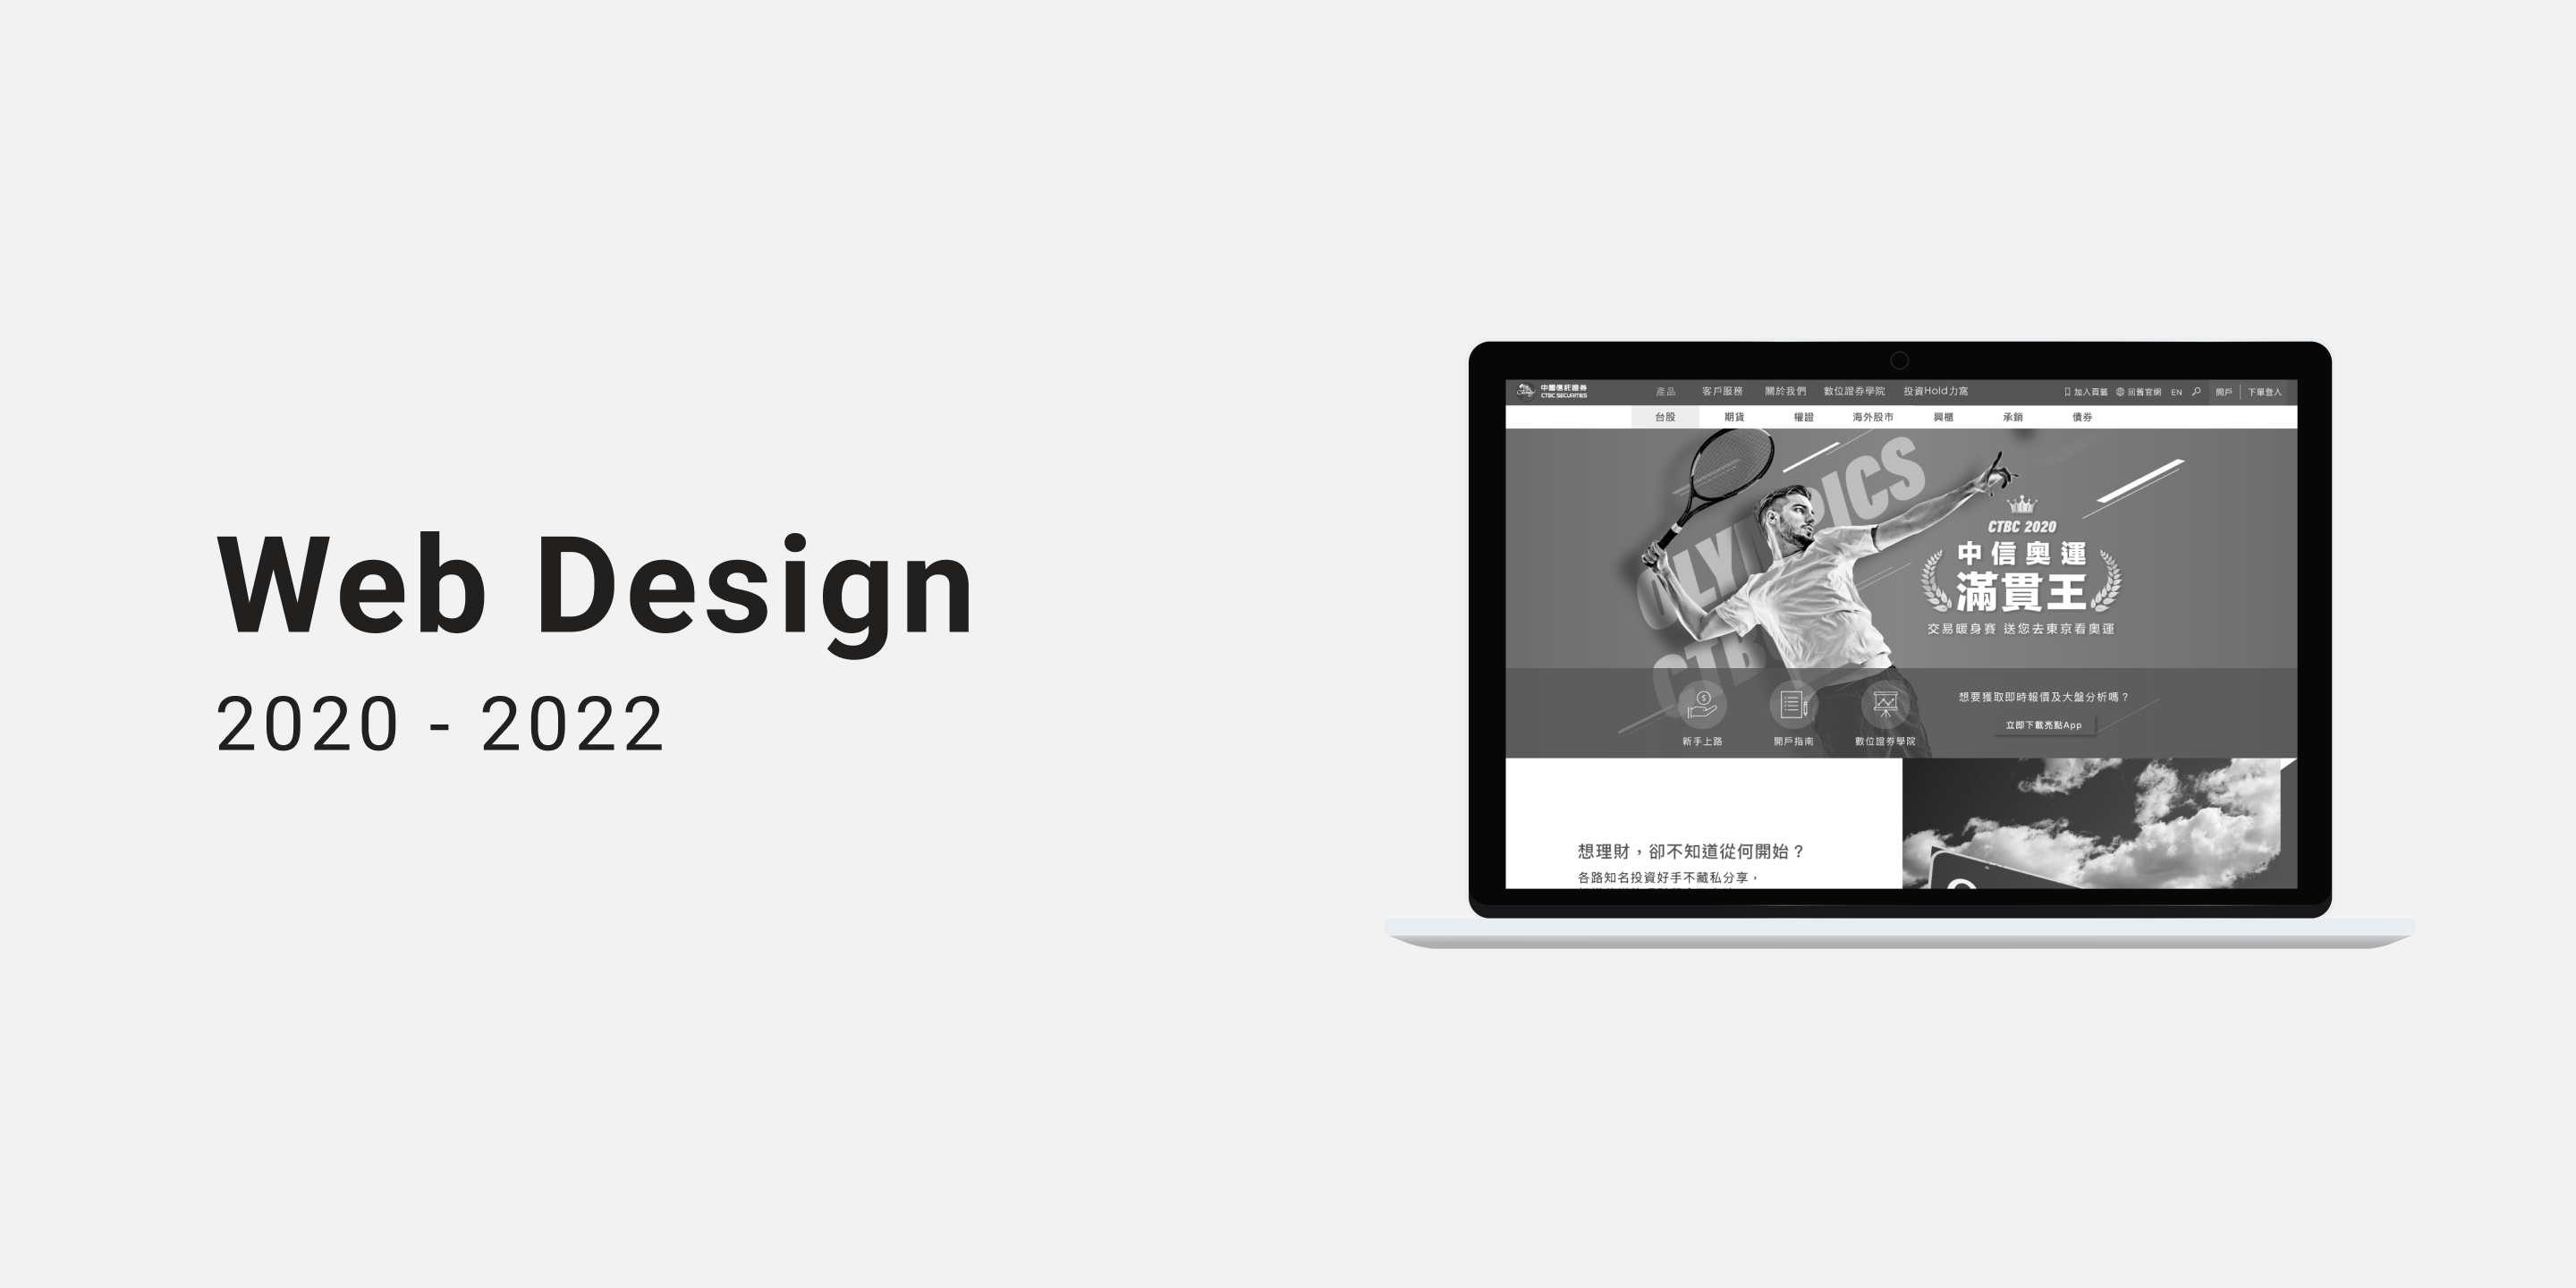 Web Design
2020 - 2022
中國信託證券
CTBC SECURITIES
產品 客戶服務 關於我們 數位證券學院 投資Hold力窩 加入頁籤 回舊官網 EN 開戶 下單登入
台股 期貨 權證 海外股市 興櫃 承銷 債券
CTBC 2020
中信奧運
滿貫王
交易暖身賽 送您去東京看奧運
想要獲取即時報價及大盤分析嗎？
立即下載亮點App
新手上路 開戶指南 數位證券學院
想理財，卻不知道從何開始？
各路知名投資好手不藏私分享，